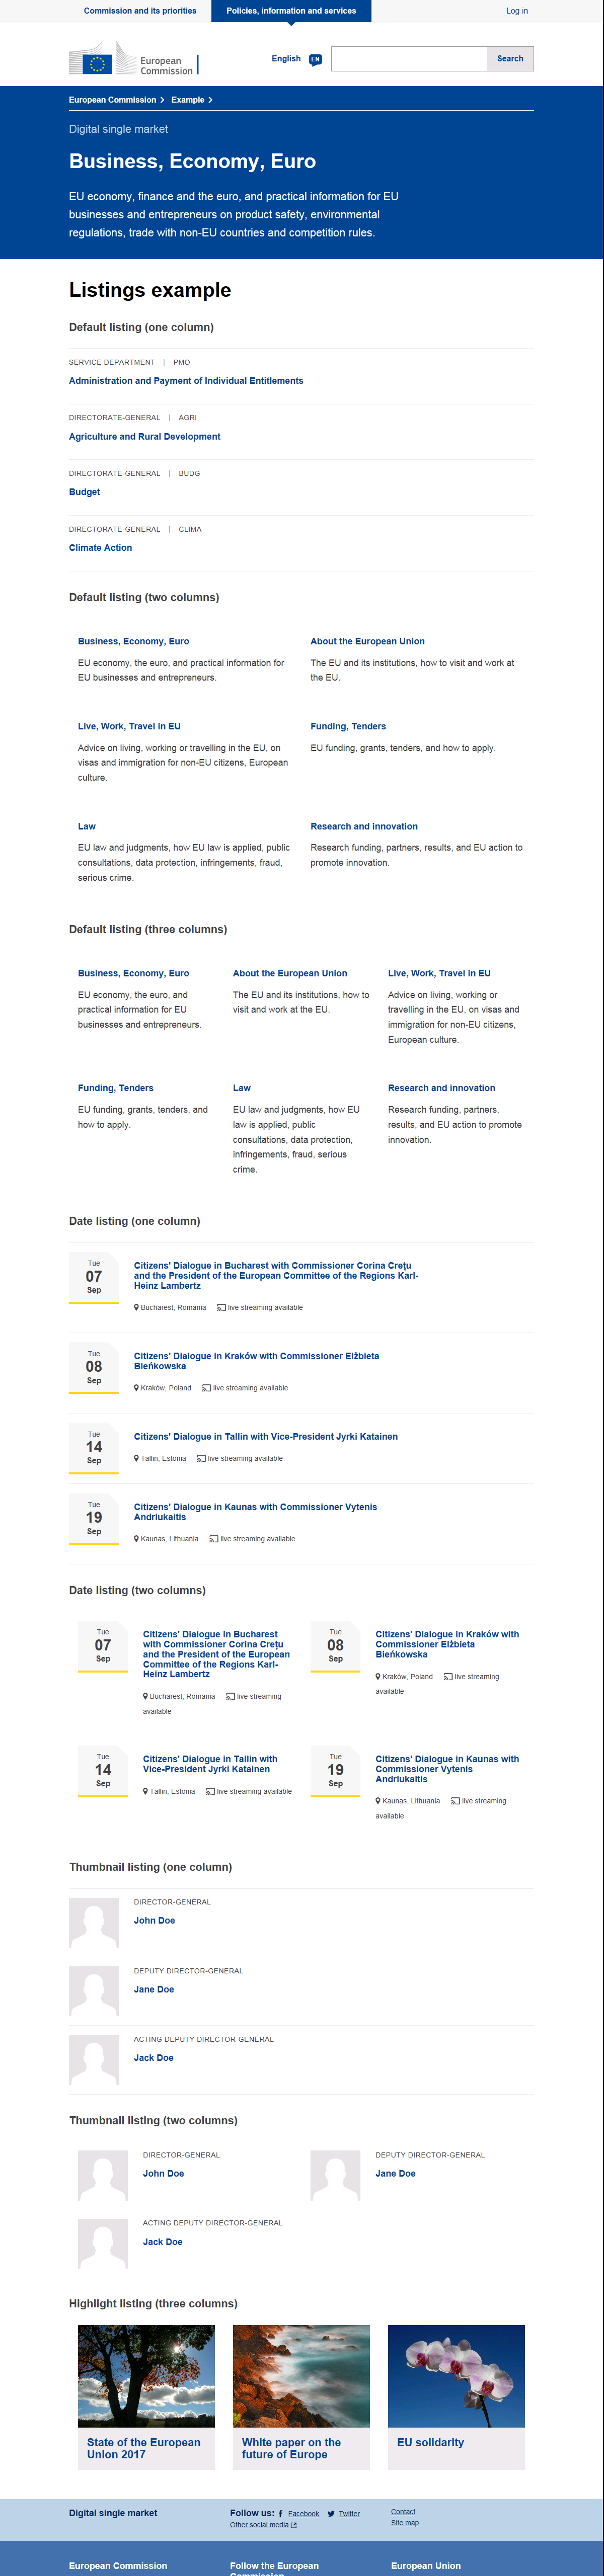 Commission and its priorities
Policies, information and services
Log in
European
Commission
English
EN
Search
European Commission
Example
Digital single market
Business, Economy, Euro
EU economy, finance and the euro, and practical information for EU
businesses and entrepreneurs on product safety, environmental
regulations, trade with non-EU countries and competition rules.
Listings example
Default listing (one column)
SERVICE DEPARTMENT | PMO
Administration and Payment of Individual Entitlements
DIRECTORATE-GENERAL | AGRI
Agriculture and Rural Development
DIRECTORATE-GENERAL | BUDG
Budget
DIRECTORATE-GENERAL | CLIMA
Climate Action
Default listing (two columns)
Business, Economy, Euro
EU economy, the euro, and practical information for
EU businesses and entrepreneurs.
About the European Union
The EU and its institutions, how to visit and work at
the EU.
Live, Work, Travel in EU
Advice on living, working or travelling in the EU, on
visas and immigration for non-EU citizens, European
culture.
Funding, Tenders
EU funding, grants, tenders, and how to apply.
Law
EU law and judgments, how EU law is applied, public
consultations, data protection, infringements, fraud,
serious crime.
Research and innovation
Research funding, partners, results, and EU action to
promote innovation.
Default listing (three columns)
Business, Economy, Euro
EU economy, the euro, and
practical information for EU
businesses and entrepreneurs.
About the European Union
The EU and its institutions, how to
visit and work at the EU.
Live, Work, Travel in EU
Advice on living, working or
travelling in the EU, on visas and
immigration for non-EU citizens,
European culture.
Funding, Tenders
EU funding, grants, tenders, and
how to apply.
Law
EU law and judgments, how EU
law is applied, public
consultations, data protection,
infringements, fraud, serious
crime.
Research and innovation
Research funding, partners,
results, and EU action to promote
innovation.
Date listing (one column)
Tue
07
Sep
Citizens' Dialogue in Bucharest with Commissioner Corina Crețu
and the President of the European Committee of the Regions Karl-
Heinz Lambertz
Bucharest, Romania live streaming available
Tue
08
Sep
Citizens' Dialogue in Kraków with Commissioner Elżbieta
Bieńkowska
Kraków, Poland live streaming available
Tue
14
Sep
Citizens' Dialogue in Tallin with Vice-President Jyrki Katainen
Tallin, Estonia live streaming available
Tue
19
Sep
Citizens' Dialogue in Kaunas with Commissioner Vytenis
Andriukaitis
Kaunas, Lithuania live streaming available
Date listing (two columns)
Tue
07
Sep
Citizens' Dialogue in Bucharest
with Commissioner Corina Crețu
and the President of the European
Committee of the Regions Karl-
Heinz Lambertz
Bucharest, Romania live streaming
available
Tue
08
Sep
Citizens' Dialogue in Kraków with
Commissioner Elżbieta
Bieńkowska
Kraków, Poland live streaming
available
Tue
14
Sep
Citizens' Dialogue in Tallin with
Vice-President Jyrki Katainen
Tallin, Estonia live streaming available
Tue
19
Sep
Citizens' Dialogue in Kaunas with
Commissioner Vytenis
Andriukaitis
Kaunas, Lithuania live streaming
available
Thumbnail listing (one column)
DIRECTOR-GENERAL
John Doe
DEPUTY DIRECTOR-GENERAL
Jane Doe
ACTING DEPUTY DIRECTOR-GENERAL
Jack Doe
Thumbnail listing (two columns)
DIRECTOR-GENERAL
John Doe
DEPUTY DIRECTOR-GENERAL
Jane Doe
ACTING DEPUTY DIRECTOR-GENERAL
Jack Doe
Highlight listing (three columns)
State of the European
Union 2017
White paper on the
future of Europe
EU solidarity
Digital single market
Follow us: Facebook Twitter
Other social media
Contact
Site map
European Commission
Follow the European
Commission
European Union